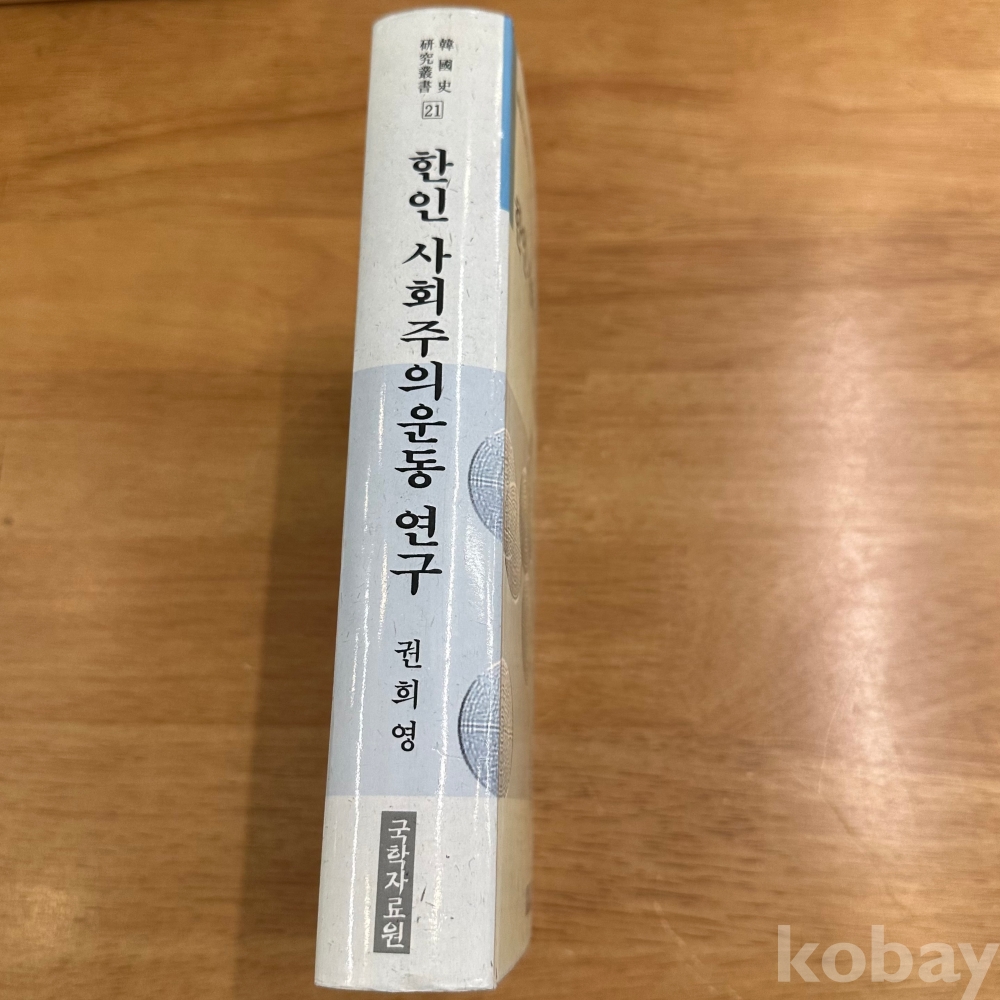 韓國史
研究叢書
21
한인 사회주의운동 연구
권희영
국학자료원
kobay